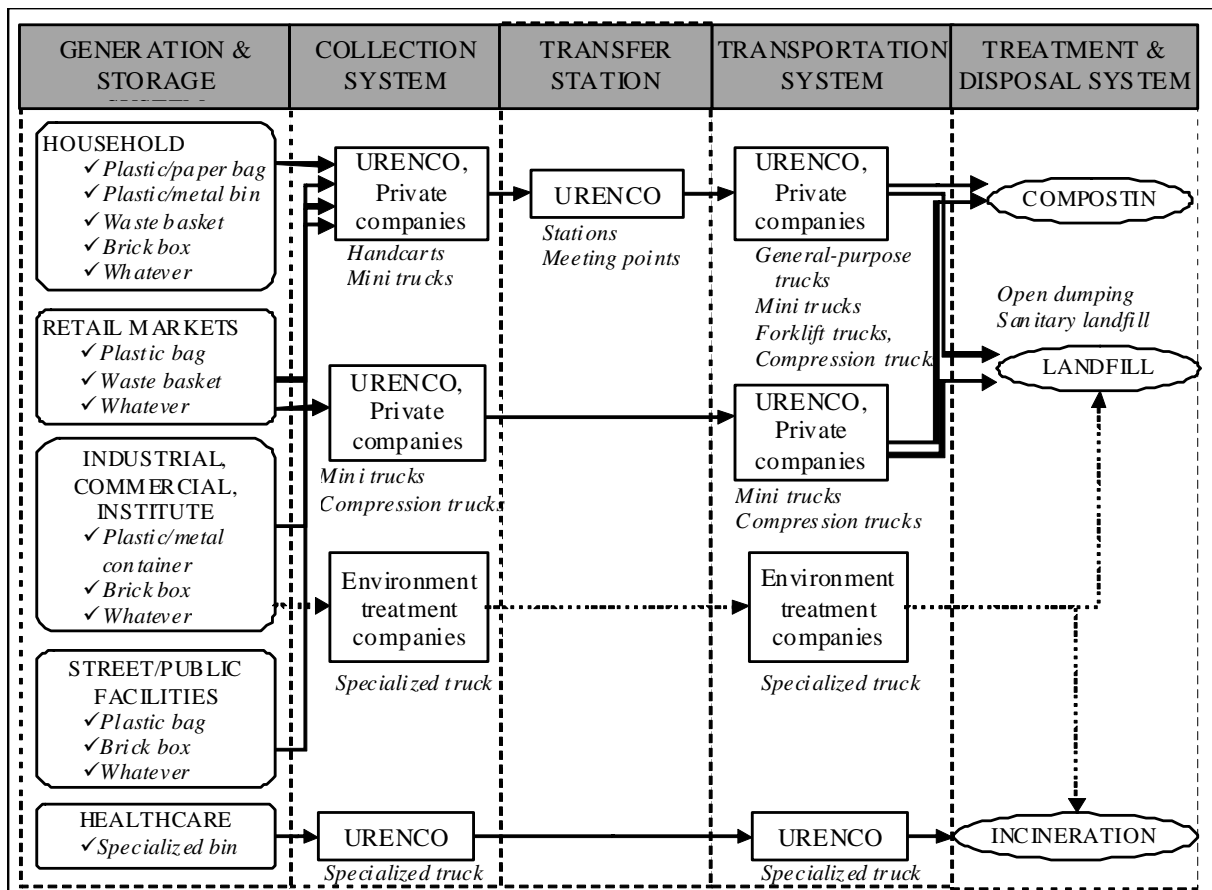 GENERATION &
STORAGE
COLLECTION
SYSTEM
TRANSFER
STATION
TRANSPORTATION
SYSTEM
TREATMENT &
DISPOSAL SYSTEM
HOUSEHOLD
✓ Plastic/paper bag
✓ Plastic/metal bin
✓ Waste basket
✓ Brick box
✓ Whatever
RETAIL MARKETS
✓ Plastic bag
✓ Waste basket
✓ Whatever
INDUSTRIAL,
COMMERCIAL,
INSTITUTE
✓ Plastic/metal
container
✓ Brick box
✓ Whatever
STREET/PUBLIC
FACILITIES
✓ Plastic bag
✓ Brick box
✓ Whatever
HEALTHCARE
✓ Specialized bin
URENCO,
Private
companies
Handcarts
Mini trucks
URENCO,
Private
companies
Mini trucks
Compression trucks
Environment
treatment
companies
Specialized truck
URENCO
Specialized truck
URENCO
Stations
Meeting points
URENCO,
Private
companies
General-purpose
trucks
Mini trucks
Forklift trucks,
Compression truck
URENCO,
Private
companies
Mini trucks
Compression trucks
Environment
treatment
companies
Specialized truck
URENCO
Specialized truck
COMPOSTIN
Open dumping
Sanitary landfill
LANDFILL
INCINERATION